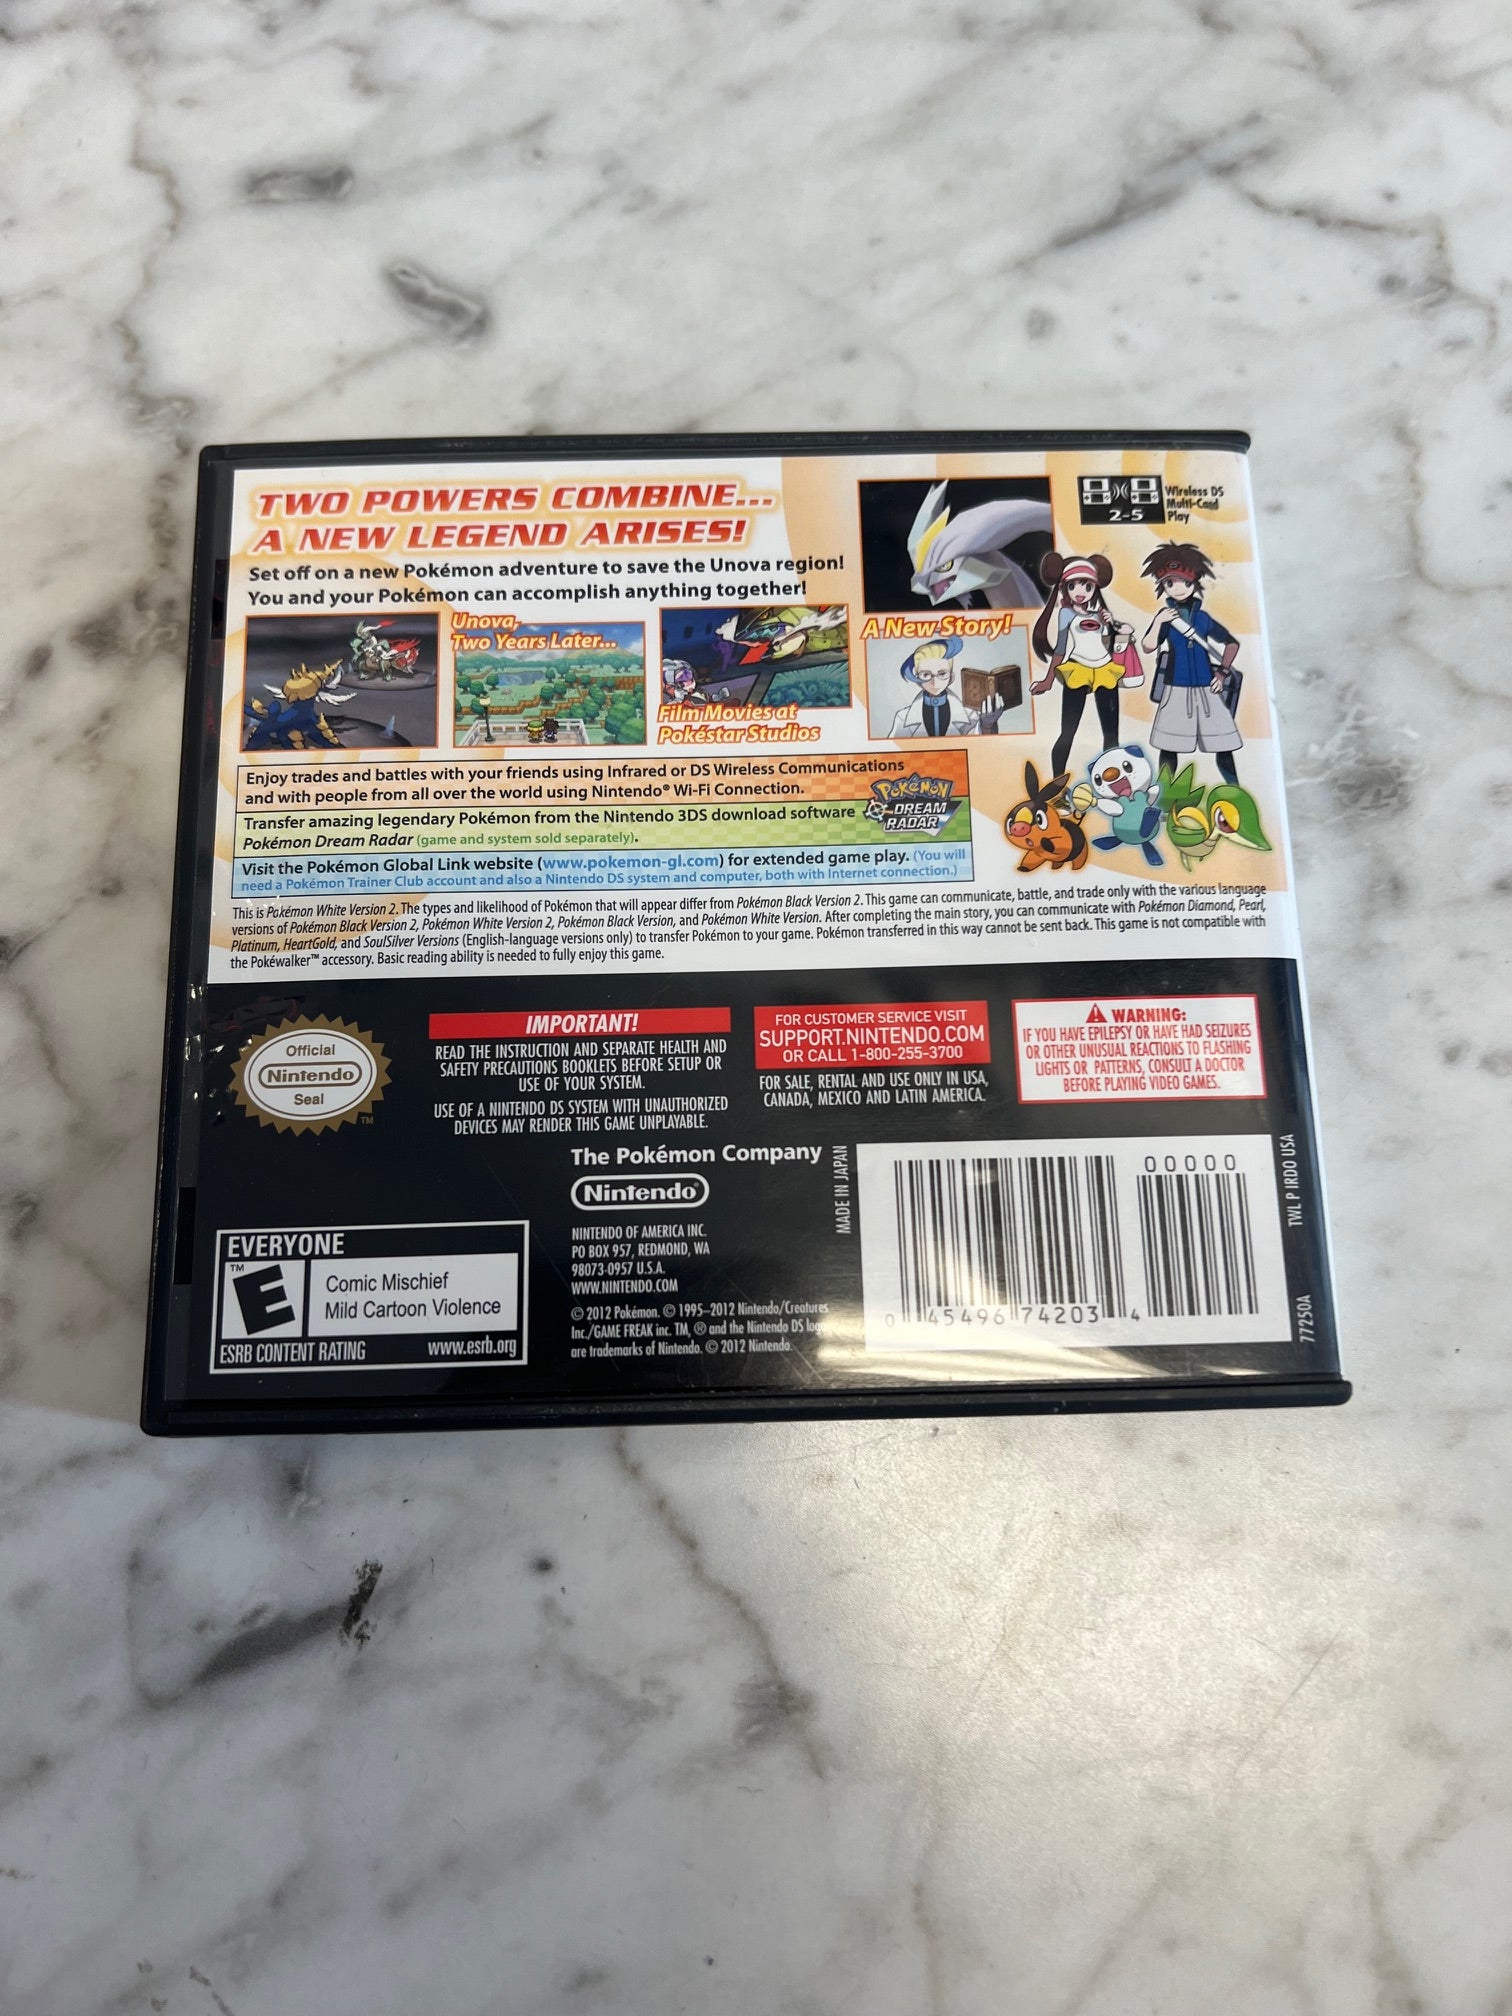 TWO POWERS COMBINE...
A NEW LEGEND ARISES!
Set off on a new Pokémon adventure to save the Unova region!
You and your Pokémon can accomplish anything together!
2-5
Wireless DS
Multi-Card
Play
Unova,
Two Years Later...
Film Movies at
Pokéstar Studios
A New Story!
Enjoy trades and battles with your friends using Infrared or DS Wireless Communications
and with people from all over the world using Nintendo® Wi-Fi Connection.
Transfer amazing legendary Pokémon from the Nintendo 3DS download software
Pokémon Dream Radar (game and system sold separately).
POKéMON
DREAM
RADAR
Visit the Pokémon Global Link website (www.pokemon-gl.com) for extended game play. (You will
need a Pokémon Trainer Club account and also a Nintendo DS system and computer, both with Internet connection.)
This is Pokémon White Version 2. The types and likelihood of Pokémon that will appear differ from Pokémon Black Version 2. This game can communicate, battle, and trade only with the various language
versions of Pokémon Black Version 2, Pokémon White Version 2, Pokémon Black Version, and Pokémon White Version. After completing the main story, you can communicate with Pokémon Diamond, Pearl,
Platinum, HeartGold, and SoulSilver Versions (English-language versions only) to transfer Pokémon to your game. Pokémon transferred in this way cannot be sent back. This game is not compatible with
the Pokéwalker™ accessory. Basic reading ability is needed to fully enjoy this game.
Official
Nintendo
Seal
TM
IMPORTANT!
READ THE INSTRUCTION AND SEPARATE HEALTH AND
SAFETY PRECAUTIONS BOOKLETS BEFORE SETUP OR
USE OF YOUR SYSTEM.
USE OF A NINTENDO DS SYSTEM WITH UNAUTHORIZED
DEVICES MAY RENDER THIS GAME UNPLAYABLE.
FOR CUSTOMER SERVICE VISIT
SUPPORT.NINTENDO.COM
OR CALL 1-800-255-3700
FOR SALE, RENTAL AND USE ONLY IN USA,
CANADA, MEXICO AND LATIN AMERICA.
WARNING:
IF YOU HAVE EPILEPSY OR HAVE HAD SEIZURES
OR OTHER UNUSUAL REACTIONS TO FLASHING
LIGHTS OR PATTERNS, CONSULT A DOCTOR
BEFORE PLAYING VIDEO GAMES.
The Pokémon Company
Nintendo®
NINTENDO OF AMERICA INC.
PO BOX 957, REDMOND, WA
98073-0957 U.S.A.
WWW.NINTENDO.COM
© 2012 Pokémon. © 1995–2012 Nintendo/Creatures
Inc./GAME FREAK inc. TM, ® and the Nintendo DS logo
are trademarks of Nintendo. © 2012 Nintendo.
MADE IN JAPAN
00000
0 45496 74203 4
TWL P IRDO USA
77250A
EVERYONE
TM
E
Comic Mischief
Mild Cartoon Violence
ESRB CONTENT RATING www.esrb.org